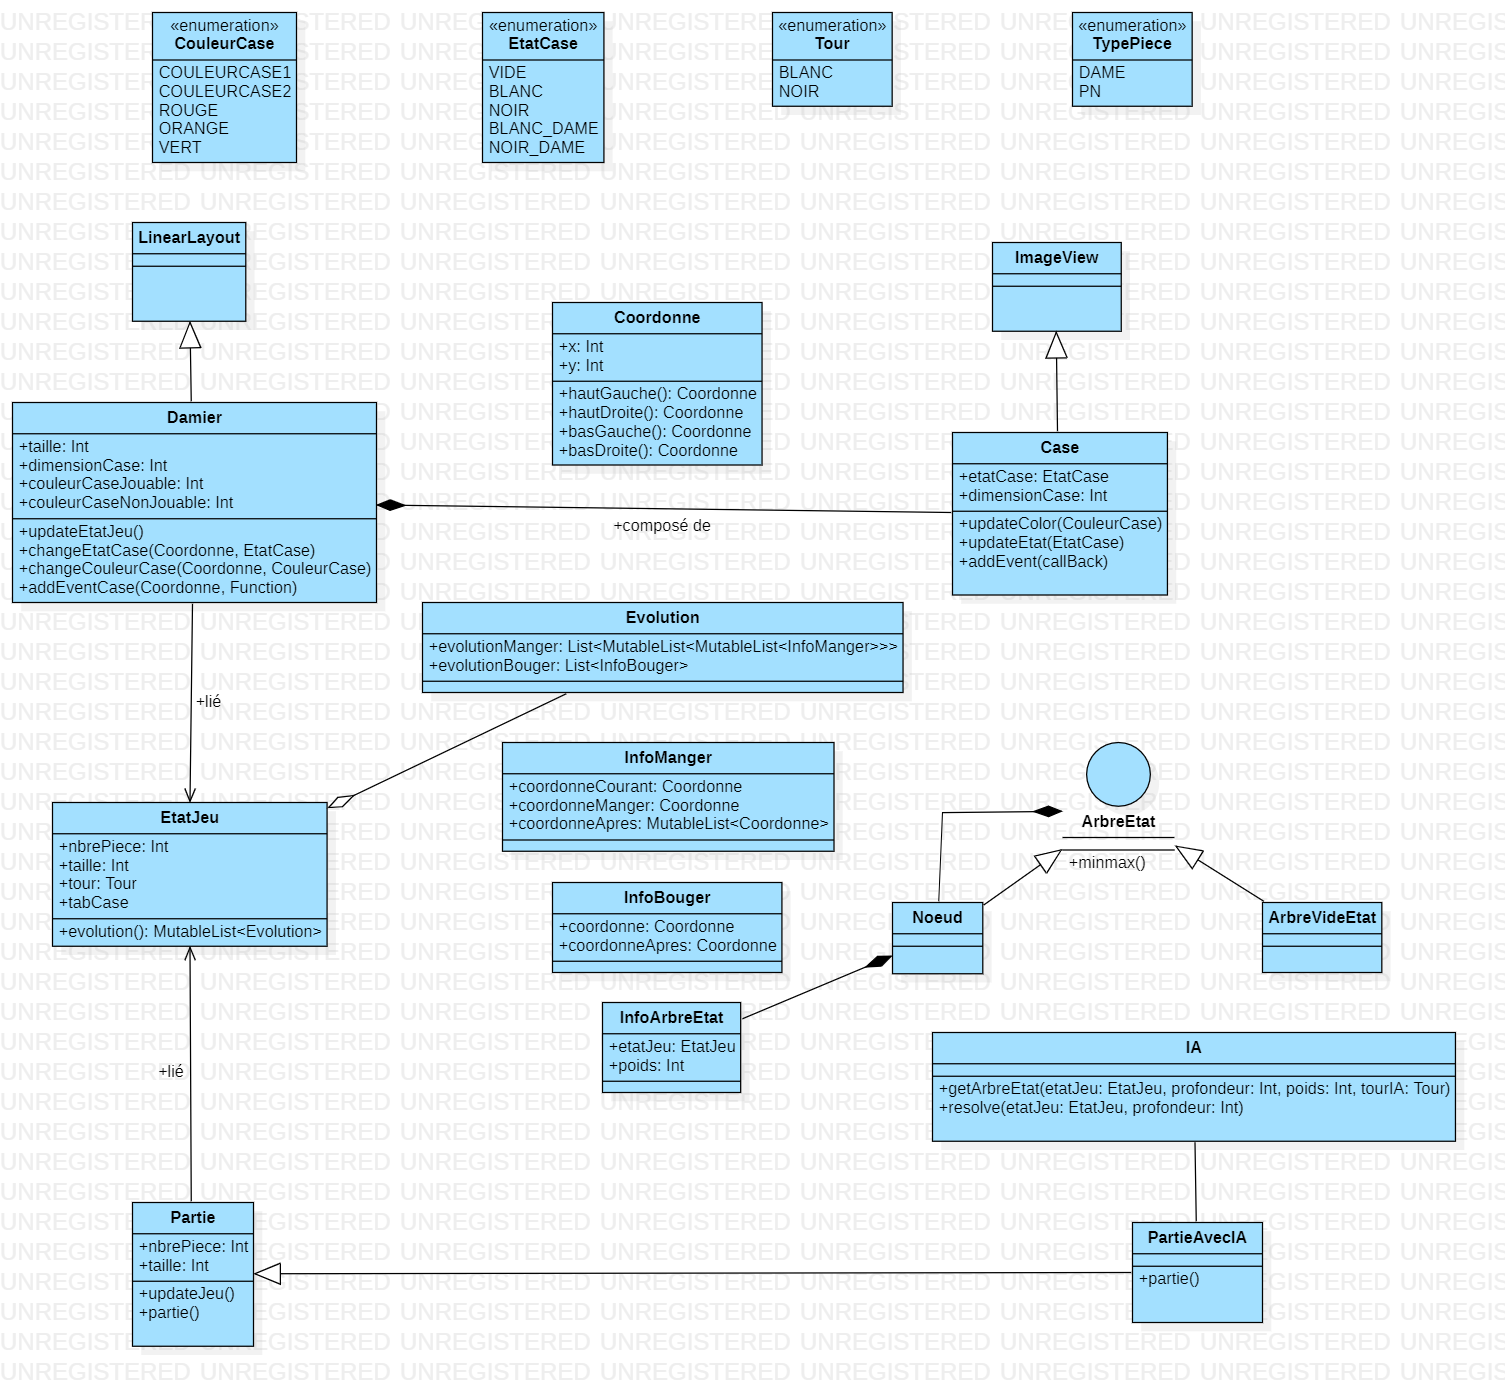 «enumeration»
CouleurCase
COULEURCASE1
COULEURCASE2
ROUGE
ORANGE
VERT
«enumeration»
EtatCase
VIDE
BLANC
NOIR
BLANC_DAME
NOIR_DAME
«enumeration»
Tour
BLANC
NOIR
«enumeration»
TypePiece
DAME
PN
LinearLayout
ImageView
Coordonne
+x: Int
+y: Int
+hautGauche(): Coordonne
+hautDroite(): Coordonne
+basGauche(): Coordonne
+basDroite(): Coordonne
Damier
+taille: Int
+dimensionCase: Int
+couleurCaseJouable: Int
+couleurCaseNonJouable: Int
+updateEtatJeu()
+changeEtatCase(Coordonne, EtatCase)
+changeCouleurCase(Coordonne, CouleurCase)
+addEventCase(Coordonne, Function)
+composé de
Case
+etatCase: EtatCase
+dimensionCase: Int
+updateColor(CouleurCase)
+updateEtat(EtatCase)
+addEvent(callBack)
Evolution
+evolutionManger: List<MutableList<MutableList<InfoManger>>>
+evolutionBouger: List<InfoBouger>
+lié
InfoManger
+coordonneCourant: Coordonne
+coordonneManger: Coordonne
+coordonneApres: MutableList<Coordonne>
ArbreEtat
+minmax()
EtatJeu
+nbrePiece: Int
+taille: Int
+tour: Tour
+tabCase
+evolution(): MutableList<Evolution>
InfoBouger
+coordonne: Coordonne
+coordonneApres: Coordonne
Noeud
ArbreVideEtat
InfoArbreEtat
+etatJeu: EtatJeu
+poids: Int
IA
+getArbreEtat(etatJeu: EtatJeu, profondeur: Int, poids: Int, tourIA: Tour)
+resolve(etatJeu: EtatJeu, profondeur: Int)
+lié
Partie
+nbrePiece: Int
+taille: Int
+updateJeu()
+partie()
PartieAvecIA
+partie()
UNREGISTERED